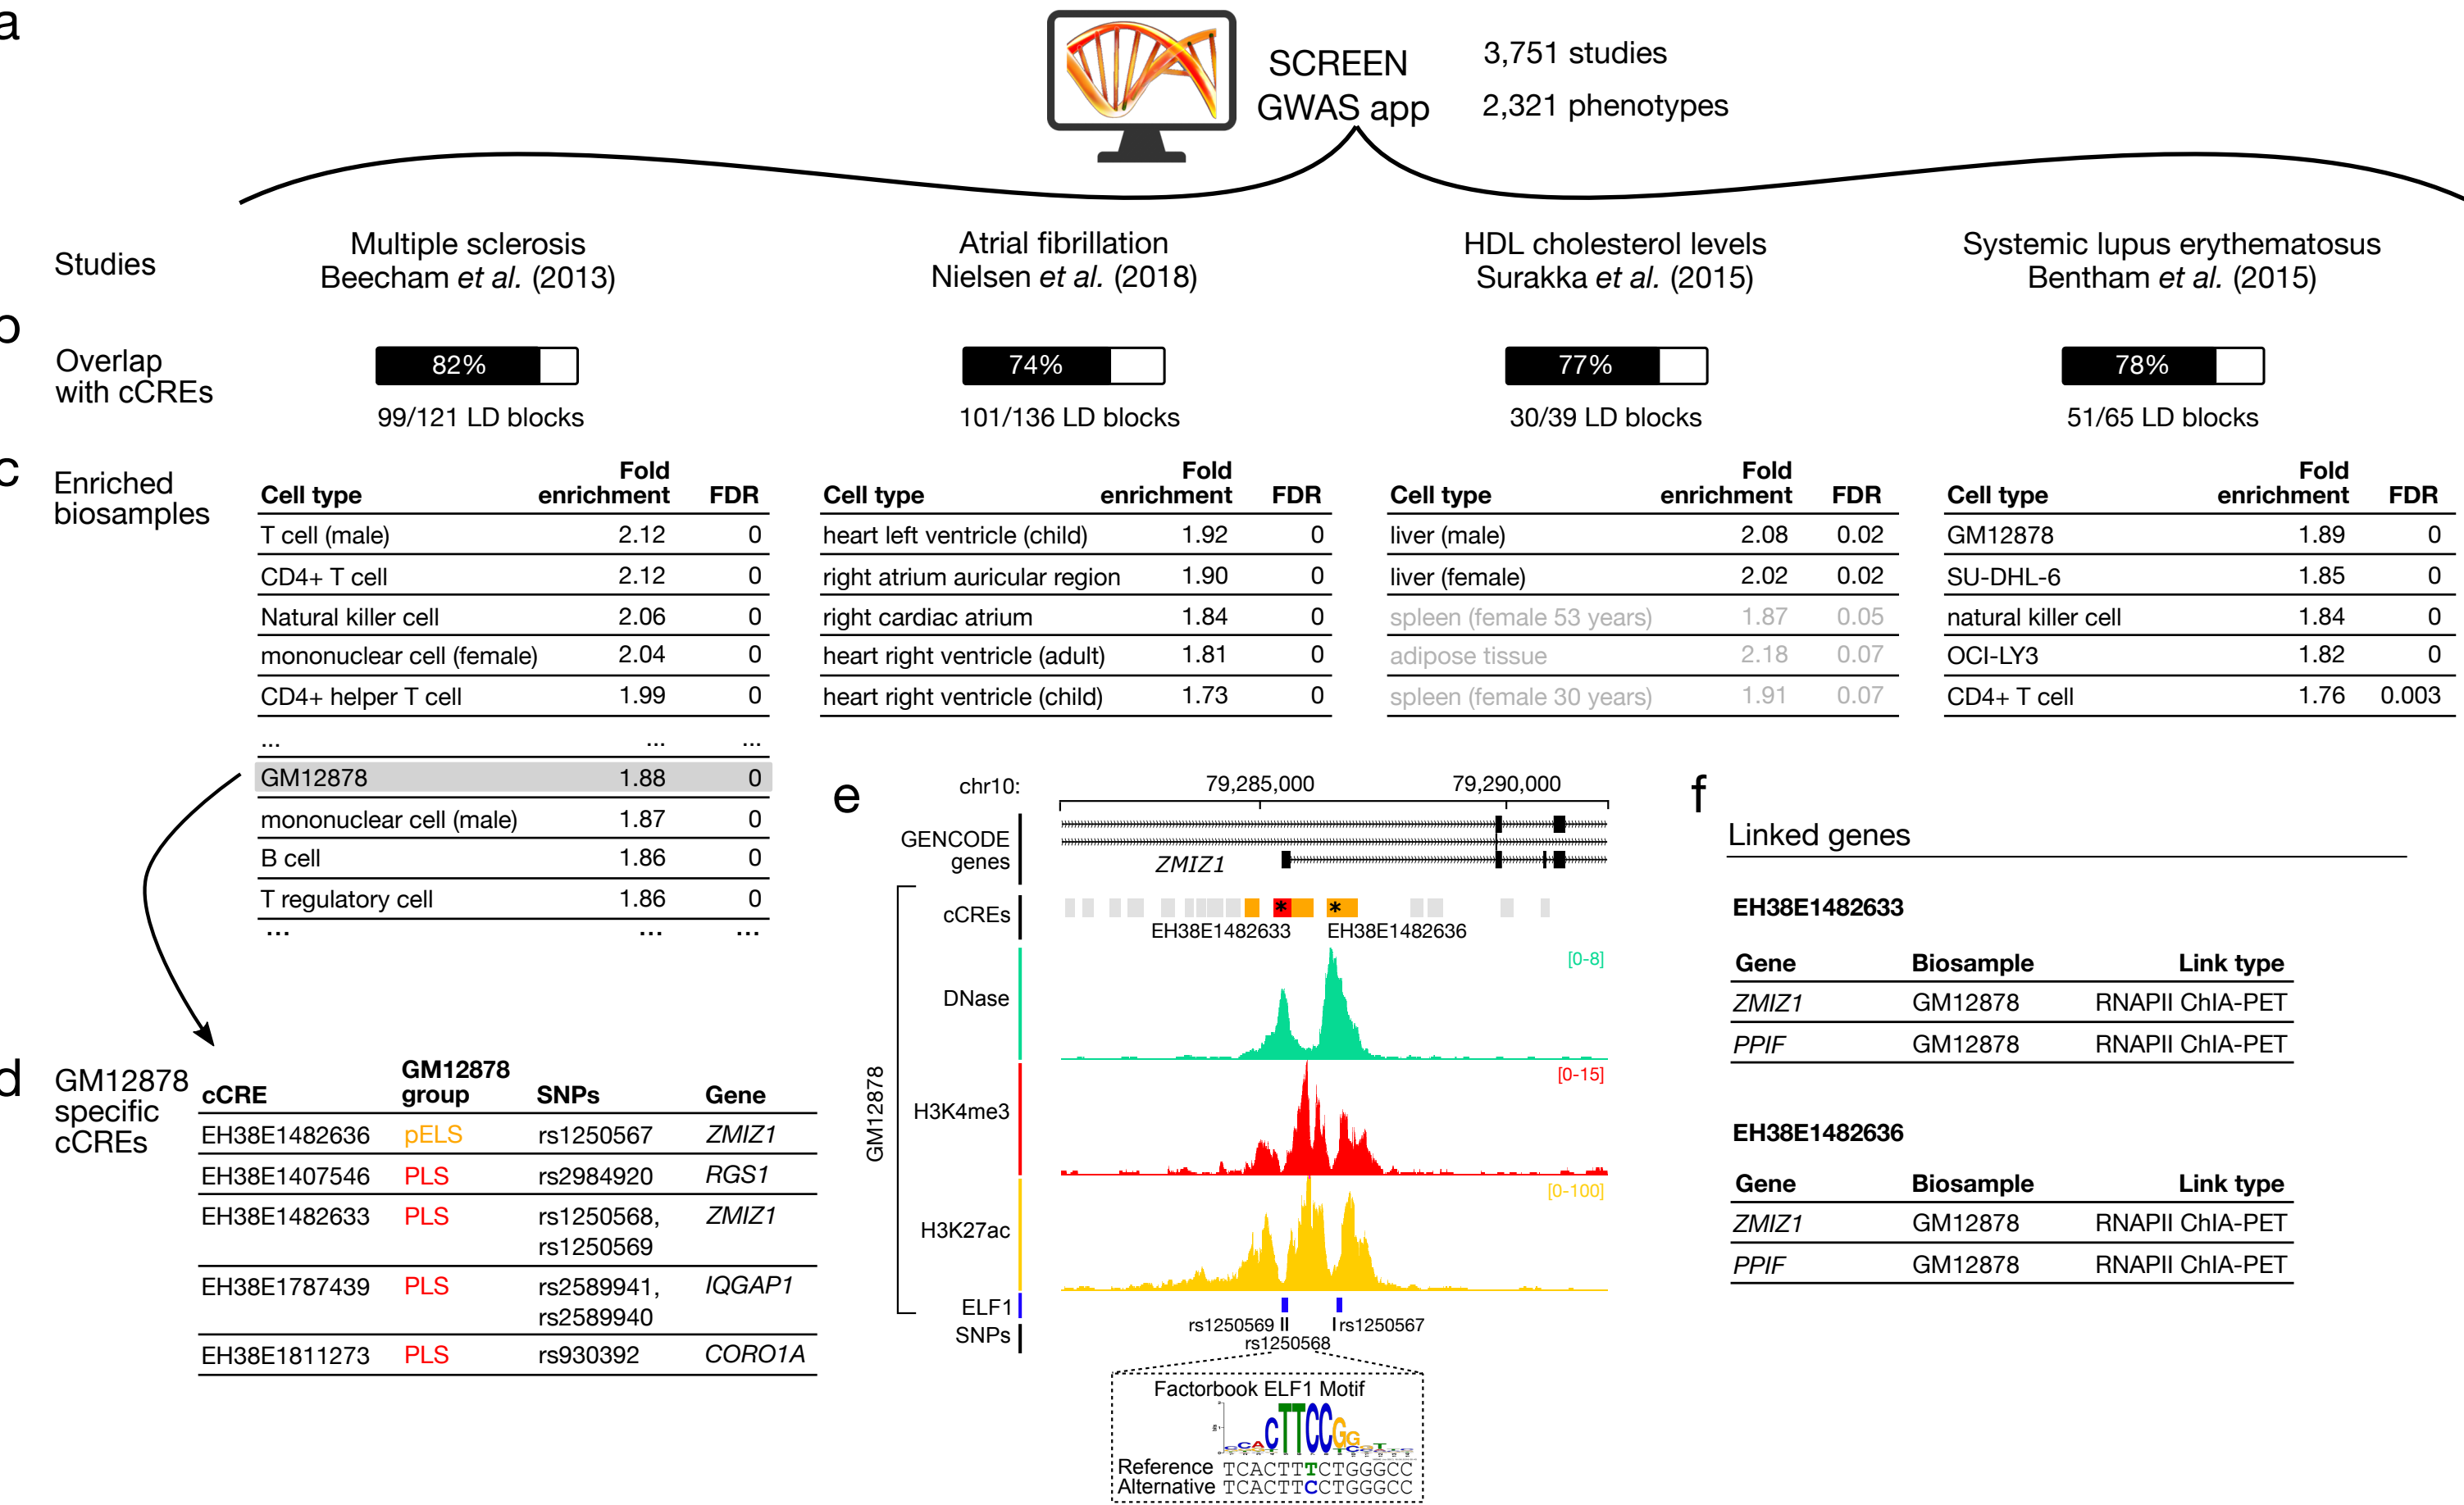 a
SCREEN
GWAS app
3,751 studies
2,321 phenotypes
Studies
Multiple sclerosis
Beecham et al. (2013)
Atrial fibrillation
Nielsen et al. (2018)
HDL cholesterol levels
Surakka et al. (2015)
Systemic lupus erythematosus
Bentham et al. (2015)
b
Overlap
with cCREs
82%
99/121 LD blocks
74%
101/136 LD blocks
77%
30/39 LD blocks
78%
51/65 LD blocks
c
Enriched
biosamples
Cell type Fold enrichment FDR
T cell (male) 2.12 0
CD4+ T cell 2.12 0
Natural killer cell 2.06 0
mononuclear cell (female) 2.04 0
CD4+ helper T cell 1.99 0
... ... ...
GM12878 1.88 0
mononuclear cell (male) 1.87 0
B cell 1.86 0
T regulatory cell 1.86 0
... ... ...
Cell type Fold enrichment FDR
heart left ventricle (child) 1.92 0
right atrium auricular region 1.90 0
right cardiac atrium 1.84 0
heart right ventricle (adult) 1.81 0
heart right ventricle (child) 1.73 0
Cell type Fold enrichment FDR
liver (male) 2.08 0.02
liver (female) 2.02 0.02
spleen (female 53 years) 1.87 0.05
adipose tissue 2.18 0.07
spleen (female 30 years) 1.91 0.07
Cell type Fold enrichment FDR
GM12878 1.89 0
SU-DHL-6 1.85 0
natural killer cell 1.84 0
OCI-LY3 1.82 0
CD4+ T cell 1.76 0.003
d
GM12878
specific
cCREs
cCRE GM12878 group SNPs Gene
EH38E1482636 pELS rs1250567 ZMIZ1
EH38E1407546 PLS rs2984920 RGS1
EH38E1482633 PLS rs1250568, ZMIZ1
rs1250569
EH38E1787439 PLS rs2589941, IQGAP1
rs2589940
EH38E1811273 PLS rs930392 CORO1A
e
chr10: 79,285,000 79,290,000
GENCODE
genes
ZMIZ1
cCREs
* *
EH38E1482633 EH38E1482636
GM12878
DNase [0-8]
H3K4me3 [0-15]
H3K27ac [0-100]
ELF1
SNPs
rs1250569 rs1250567
rs1250568
Factorbook ELF1 Motif
CTTCCGG
Reference TCACTTTCTGGGCC
Alternative TCACTTCCTGGGCC
f
Linked genes
EH38E1482633
Gene Biosample Link type
ZMIZ1 GM12878 RNAPII ChIA-PET
PPIF GM12878 RNAPII ChIA-PET
EH38E1482636
Gene Biosample Link type
ZMIZ1 GM12878 RNAPII ChIA-PET
PPIF GM12878 RNAPII ChIA-PET